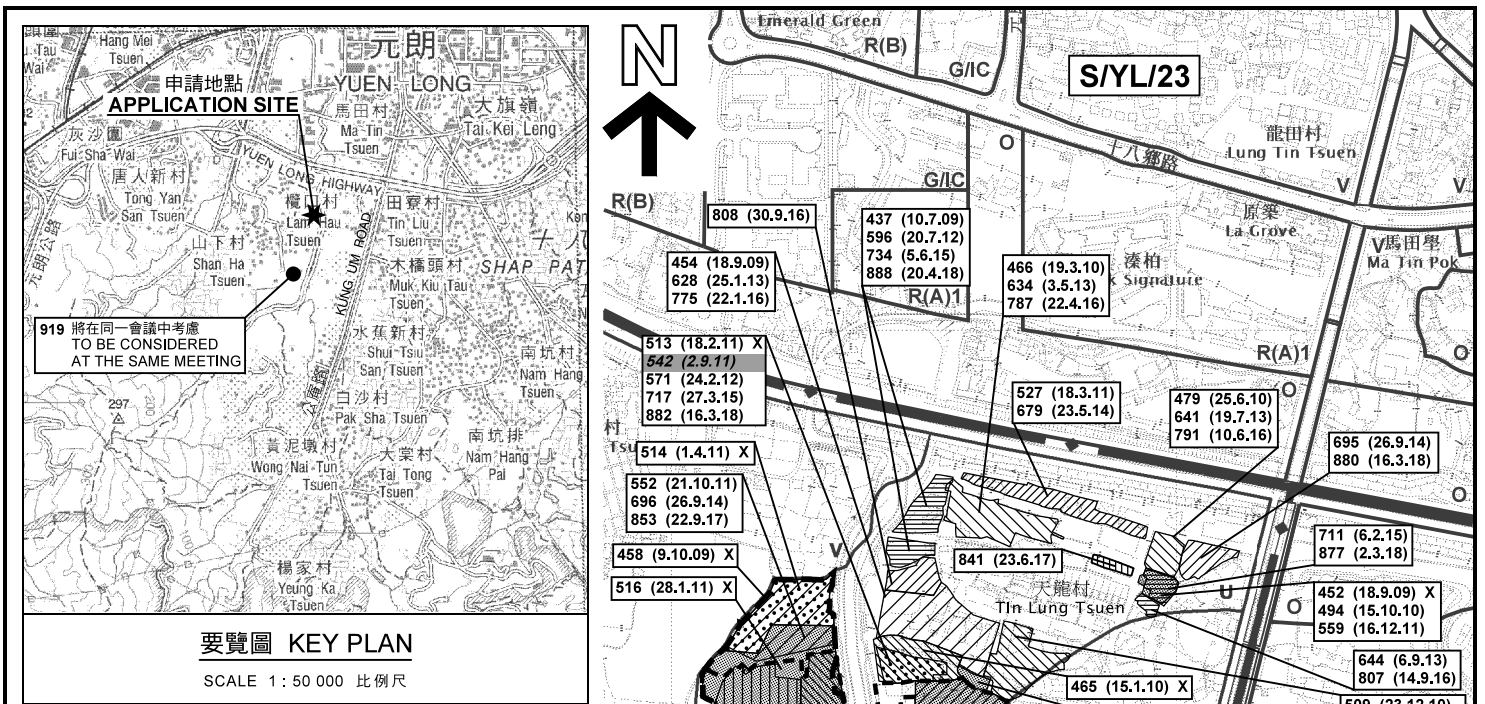 Hang Mei
Tsuen
元朗
YUEN LONG
申請地點
APPLICATION SITE
馬田村
Ma Tin
Tsuen
大旗嶺
Tai Kei Leng
灰沙圍
Fui Sha Wai
唐人新村
Tong Yan
San Tsuen
YUEN LONG HIGHWAY
欖口村
Lam Hau
Tsuen
田寮村
Tin Liu
Tsuen
山下村
Shan Ha
Tsuen
KUNG UM ROAD
木橋頭村
Muk Kiu Tau
Tsuen
SHAP PAT
元朗公路
919 將在同一會議中考慮
TO BE CONSIDERED
AT THE SAME MEETING
水蕉新村
Shui Tsiu
San Tsuen
南坑村
Nam Hang
Tsuen
公庵路
白沙村
Pak Sha Tsuen
297
黃泥墩村
Wong Nai Tun
Tsuen
大棠村
Tai Tong
Tsuen
南坑排
Nam Hang
Pai
楊家村
Yeung Ka
Tsuen
要覽圖 KEY PLAN
SCALE 1 : 50 000 比例尺
N
Emerald Green
R(B)
G/IC
S/YL/23
龍田村
Lung Tin Tsuen
十八鄉路
O
V
V
G/IC
R(B)
原築
La Grove
V
馬田壆
Ma Tin Pok
溱柏
Signature
R(A)1
R(A)1
O
O
O
808 (30.9.16)
437 (10.7.09)
596 (20.7.12)
734 (5.6.15)
888 (20.4.18)
454 (18.9.09)
628 (25.1.13)
775 (22.1.16)
466 (19.3.10)
634 (3.5.13)
787 (22.4.16)
513 (18.2.11) X
542 (2.9.11)
571 (24.2.12)
717 (27.3.15)
882 (16.3.18)
527 (18.3.11)
679 (23.5.14)
479 (25.6.10)
641 (19.7.13)
791 (10.6.16)
695 (26.9.14)
880 (16.3.18)
514 (1.4.11) X
552 (21.10.11)
696 (26.9.14)
853 (22.9.17)
458 (9.10.09) X
516 (28.1.11) X
V
841 (23.6.17)
天龍村
Tin Lung Tsuen
U
O
711 (6.2.15)
877 (2.3.18)
452 (18.9.09) X
494 (15.10.10)
559 (16.12.11)
644 (6.9.13)
807 (14.9.16)
465 (15.1.10) X
509 (23.12.10)